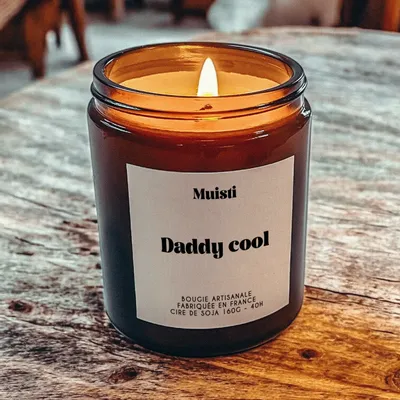 Muisti
Daddy cool
BOUGIE ARTISANALE
FABRIQUÉE EN FRANCE
CIRE DE SOJA 160G - 40H